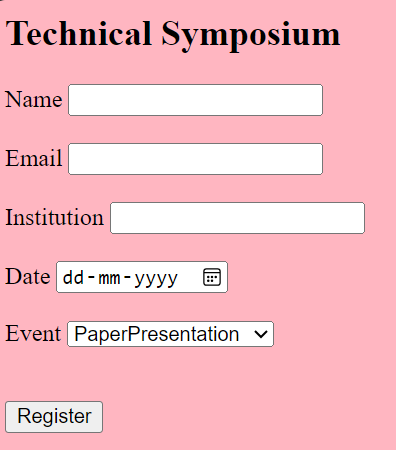 Technical Symposium
Name
Email
Institution
Date dd-mm-yyyy
Event PaperPresentation
Register